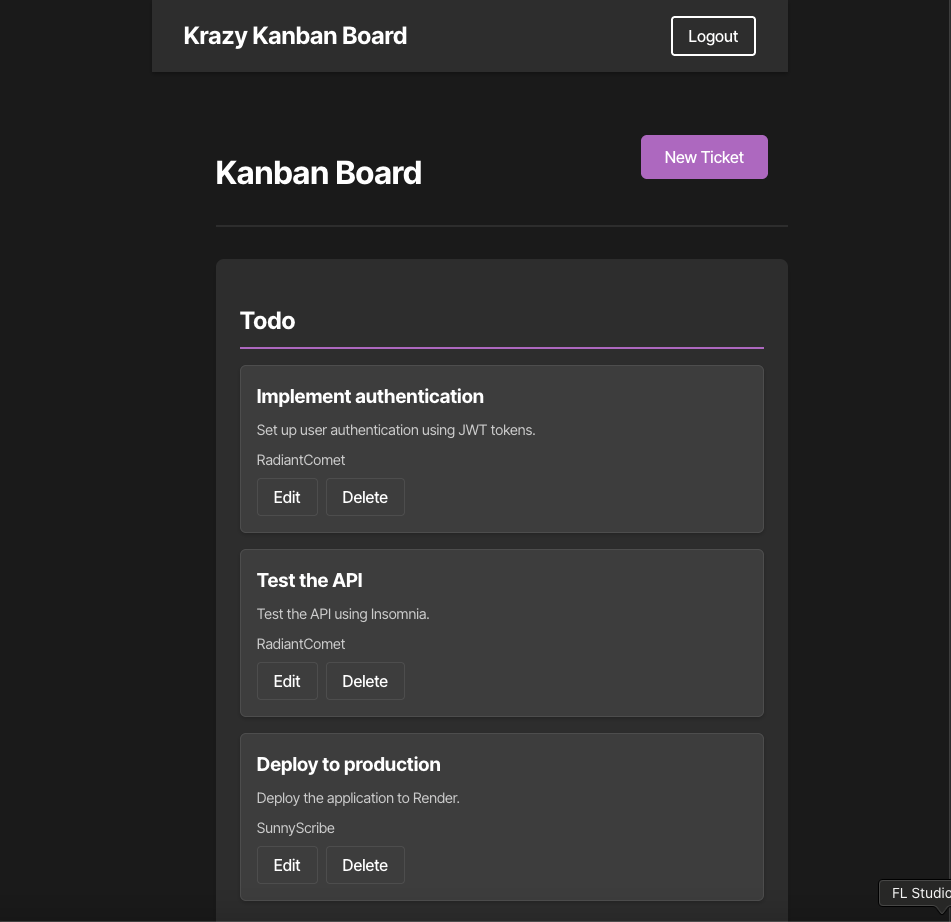 Krazy Kanban Board
Logout
Kanban Board
New Ticket
Todo
Implement authentication
Set up user authentication using JWT tokens.
RadiantComet
Edit
Delete
Test the API
Test the API using Insomnia.
RadiantComet
Edit
Delete
Deploy to production
Deploy the application to Render.
SunnyScribe
Edit
Delete
FL Studio